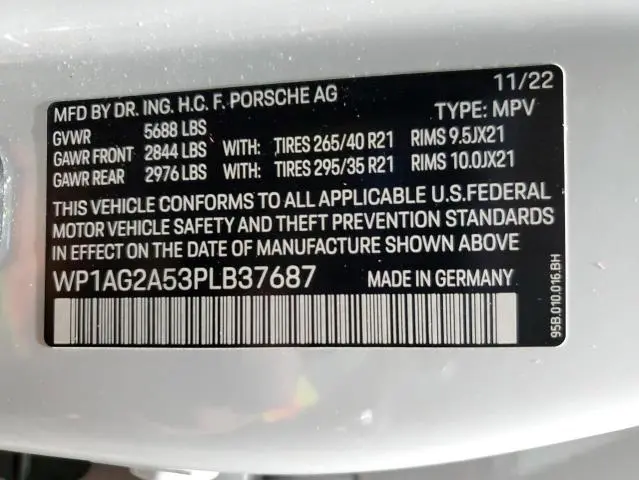 MFD BY DR. ING. H.C. F. PORSCHE AG 11/22
GVWR 5688 LBS TYPE: MPV
GAWR FRONT 2844 LBS WITH: TIRES 265/40 R21 RIMS 9.5JX21
GAWR REAR 2976 LBS WITH: TIRES 295/35 R21 RIMS 10.0JX21
THIS VEHICLE CONFORMS TO ALL APPLICABLE U.S.FEDERAL
MOTOR VEHICLE SAFETY AND THEFT PREVENTION STANDARDS
IN EFFECT ON THE DATE OF MANUFACTURE SHOWN ABOVE
WP1AG2A53PLB37687 MADE IN GERMANY
95B.010.016.BH